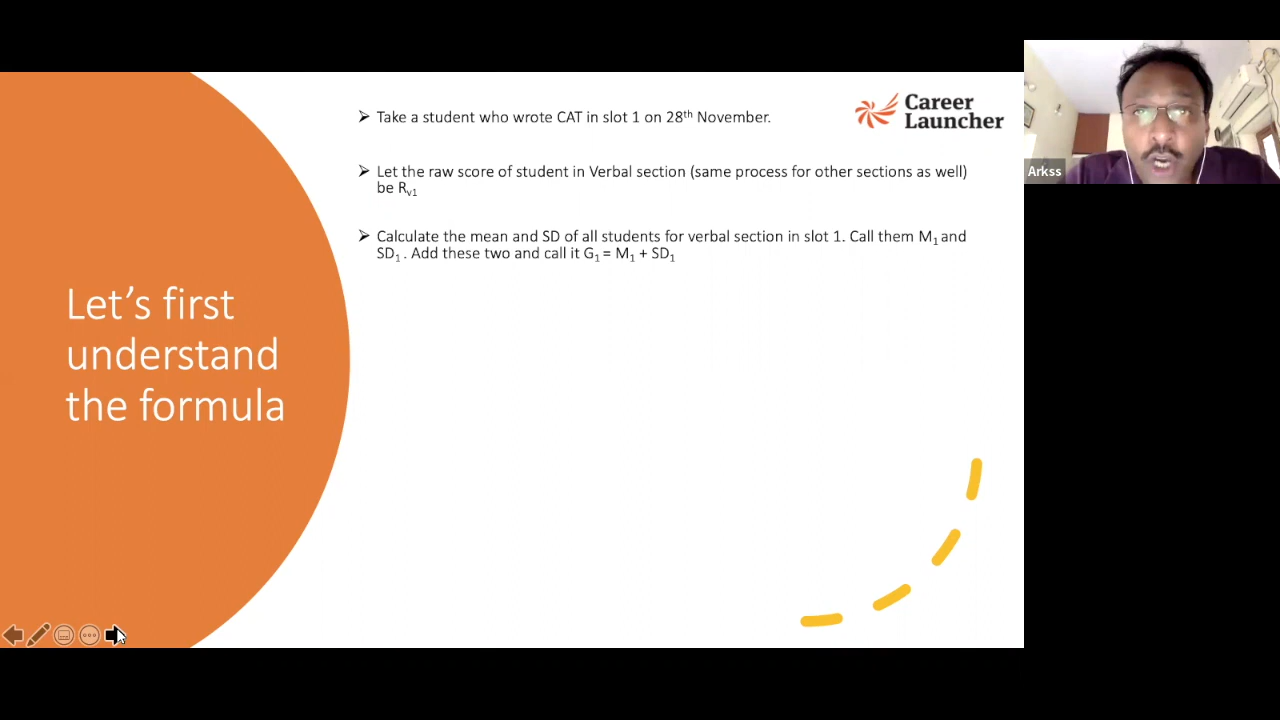 ➢ Take a student who wrote CAT in slot 1 on 28th November.
Career
Launcher
➢ Let the raw score of student in Verbal section (same process for other sections as well)
be Rv1
➢ Calculate the mean and SD of all students for verbal section in slot 1. Call them M1 and
SD1 . Add these two and call it G1 = M1 + SD1
Let’s first
understand
the formula
Arkss